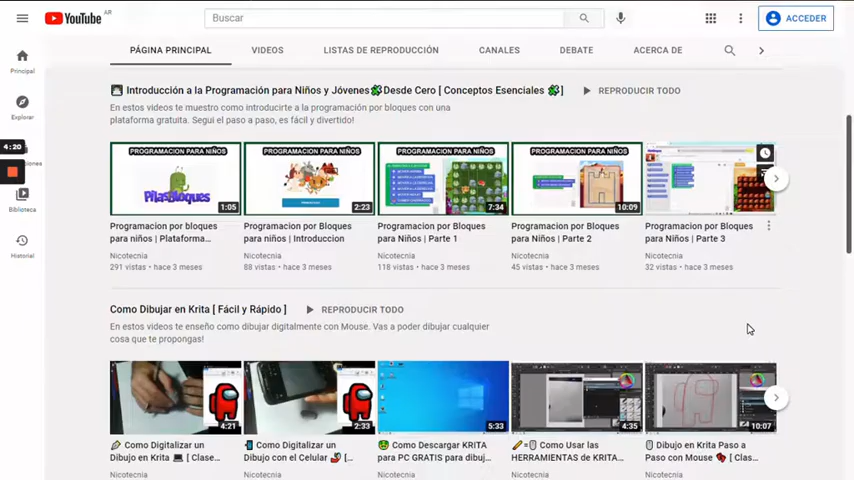 YouTube AR
Buscar
ACCEDER
PÁGINA PRINCIPAL VIDEOS LISTAS DE REPRODUCCIÓN CANALES DEBATE ACERCA DE
Principal
Explorar
4:20
Biblioteca
Historial
Introducción a la Programación para Niños y Jóvenes🧩Desde Cero [ Conceptos Esenciales 🧩] REPRODUCIR TODO
En estos videos te muestro como introducirte a la programación por bloques con una
plataforma gratuita. Segui el paso a paso, es fácil y divertido!
PROGRAMACION PARA NIÑOS PROGRAMACION PARA NIÑOS PROGRAMACION PARA NIÑOS PROGRAMACION PARA NIÑOS
PilasBloques
1:05 2:23 7:34 10:09
Programacion por bloques Programacion por bloques Programacion por Bloques Programacion por Bloques Programacion por Bloques
para niños | Plataforma... para niños | Introduccion para Niños | Parte 1 para Niños | Parte 2 para Niños | Parte 3
Nicotecnia Nicotecnia Nicotecnia Nicotecnia Nicotecnia
291 vistas • hace 3 meses 88 vistas • hace 3 meses 118 vistas • hace 3 meses 45 vistas • hace 3 meses 32 vistas • hace 3 meses
Como Dibujar en Krita [ Fácil y Rápido ] REPRODUCIR TODO
En estos videos te enseño como dibujar digitalmente con Mouse. Vas a poder dibujar cualquier
cosa que te propongas!
4:21 2:33 5:33 4:35 10:07
Como Digitalizar un Como Digitalizar un Como Descargar KRITA Como Usar las Dibujo en Krita Paso a
Dibujo en Krita 💻 [ Clase... Dibujo con el Celular [... para PC GRATIS para dibuj... HERRAMIENTAS de KRITA... Paso con Mouse [ Clas...
Nicotecnia Nicotecnia Nicotecnia Nicotecnia Nicotecnia